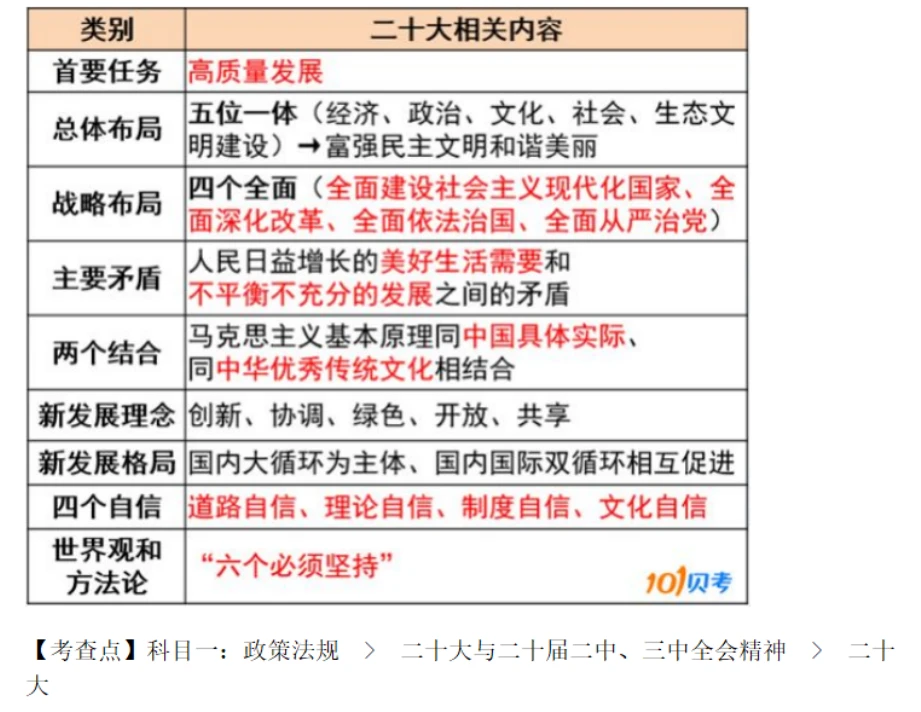 类别 二十大相关内容
首要任务 高质量发展
总体布局 五位一体（经济、政治、文化、社会、生态文
明建设）→富强民主文明和谐美丽
战略布局 四个全面（全面建设社会主义现代化国家、全
面深化改革、全面依法治国、全面从严治党）
主要矛盾 人民日益增长的美好生活需要和
不平衡不充分的发展之间的矛盾
两个结合 马克思主义基本原理同中国具体实际、
同中华优秀传统文化相结合
新发展理念 创新、协调、绿色、开放、共享
新发展格局 国内大循环为主体、国内国际双循环相互促进
四个自信 道路自信、理论自信、制度自信、文化自信
世界观和
方法论 “六个必须坚持”
101贝考
【考查点】科目一：政策法规 > 二十大与二十届二中、三中全会精神 > 二十
大